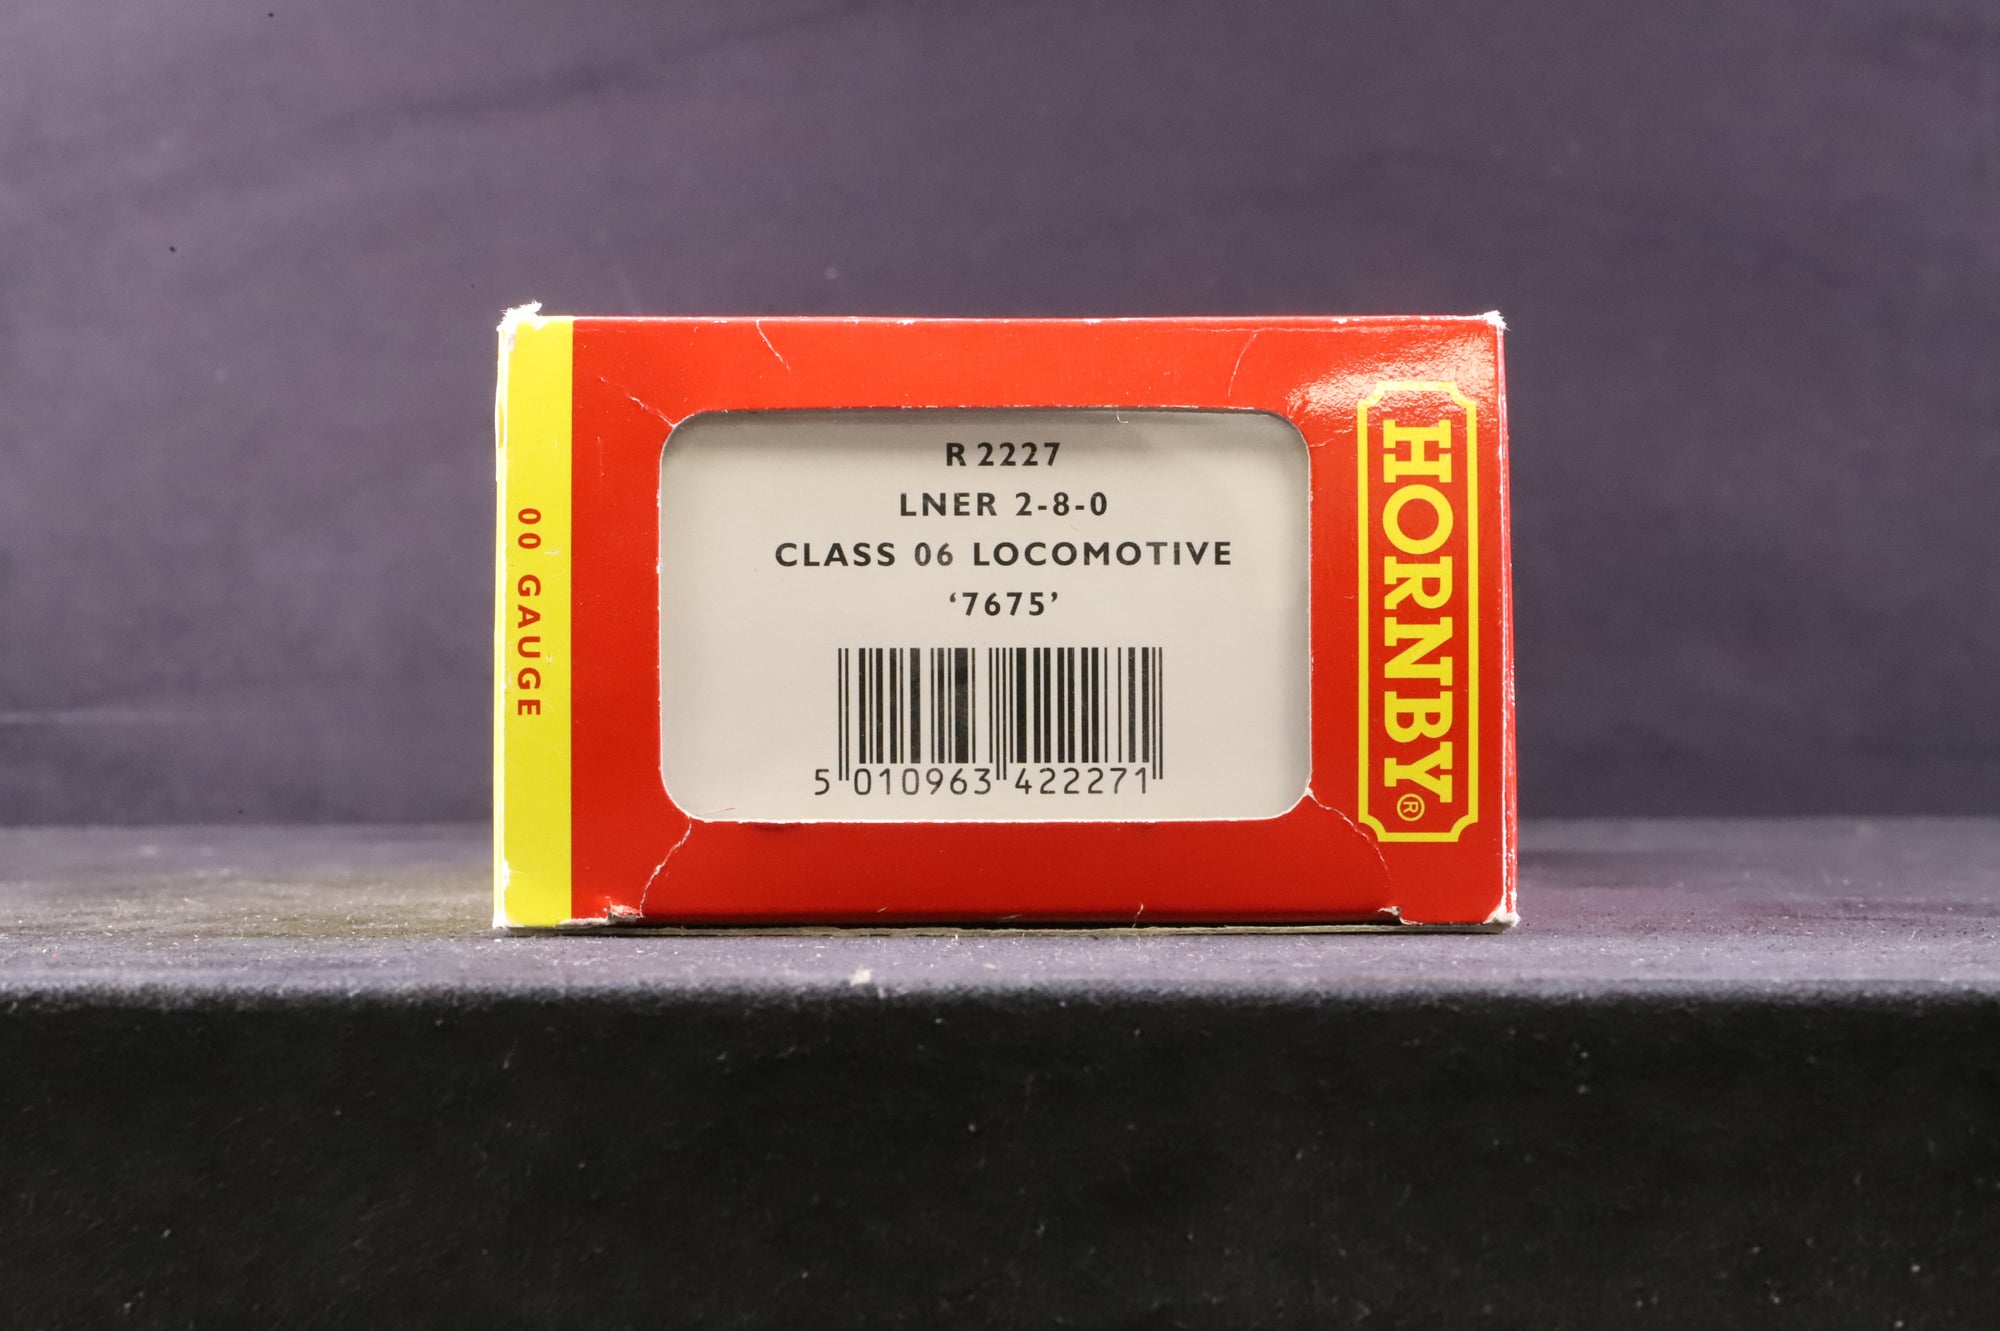 00 GAUGE
R 2227
LNER 2-8-0
CLASS 06 LOCOMOTIVE
‘7675’
5 010963 422271
HORNBY®